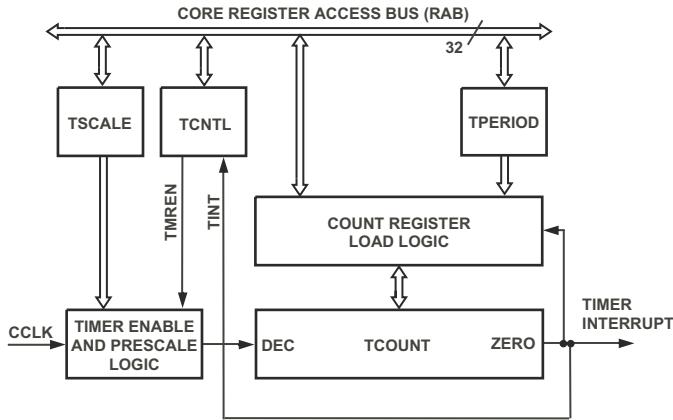 CORE REGISTER ACCESS BUS (RAB)
32
TSCALE
TCNTL
TPERIOD
TMREN
TINT
COUNT REGISTER
LOAD LOGIC
CCLK
TIMER ENABLE
AND PRESCALE
LOGIC
DEC
TCOUNT
ZERO
TIMER
INTERRUPT